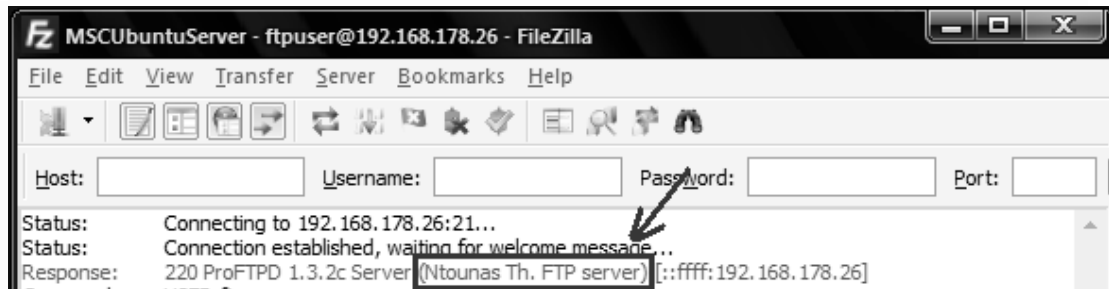 MSCUbuntuServer - ftpuser@192.168.178.26 - FileZilla
File Edit View Transfer Server Bookmarks Help
Host: Username: Password: Port:
Status: Connecting to 192.168.178.26:21...
Status: Connection established, waiting for welcome message...
Response: 220 ProFTPD 1.3.2c Server (Ntounas Th. FTP server) [::ffff:192.168.178.26]